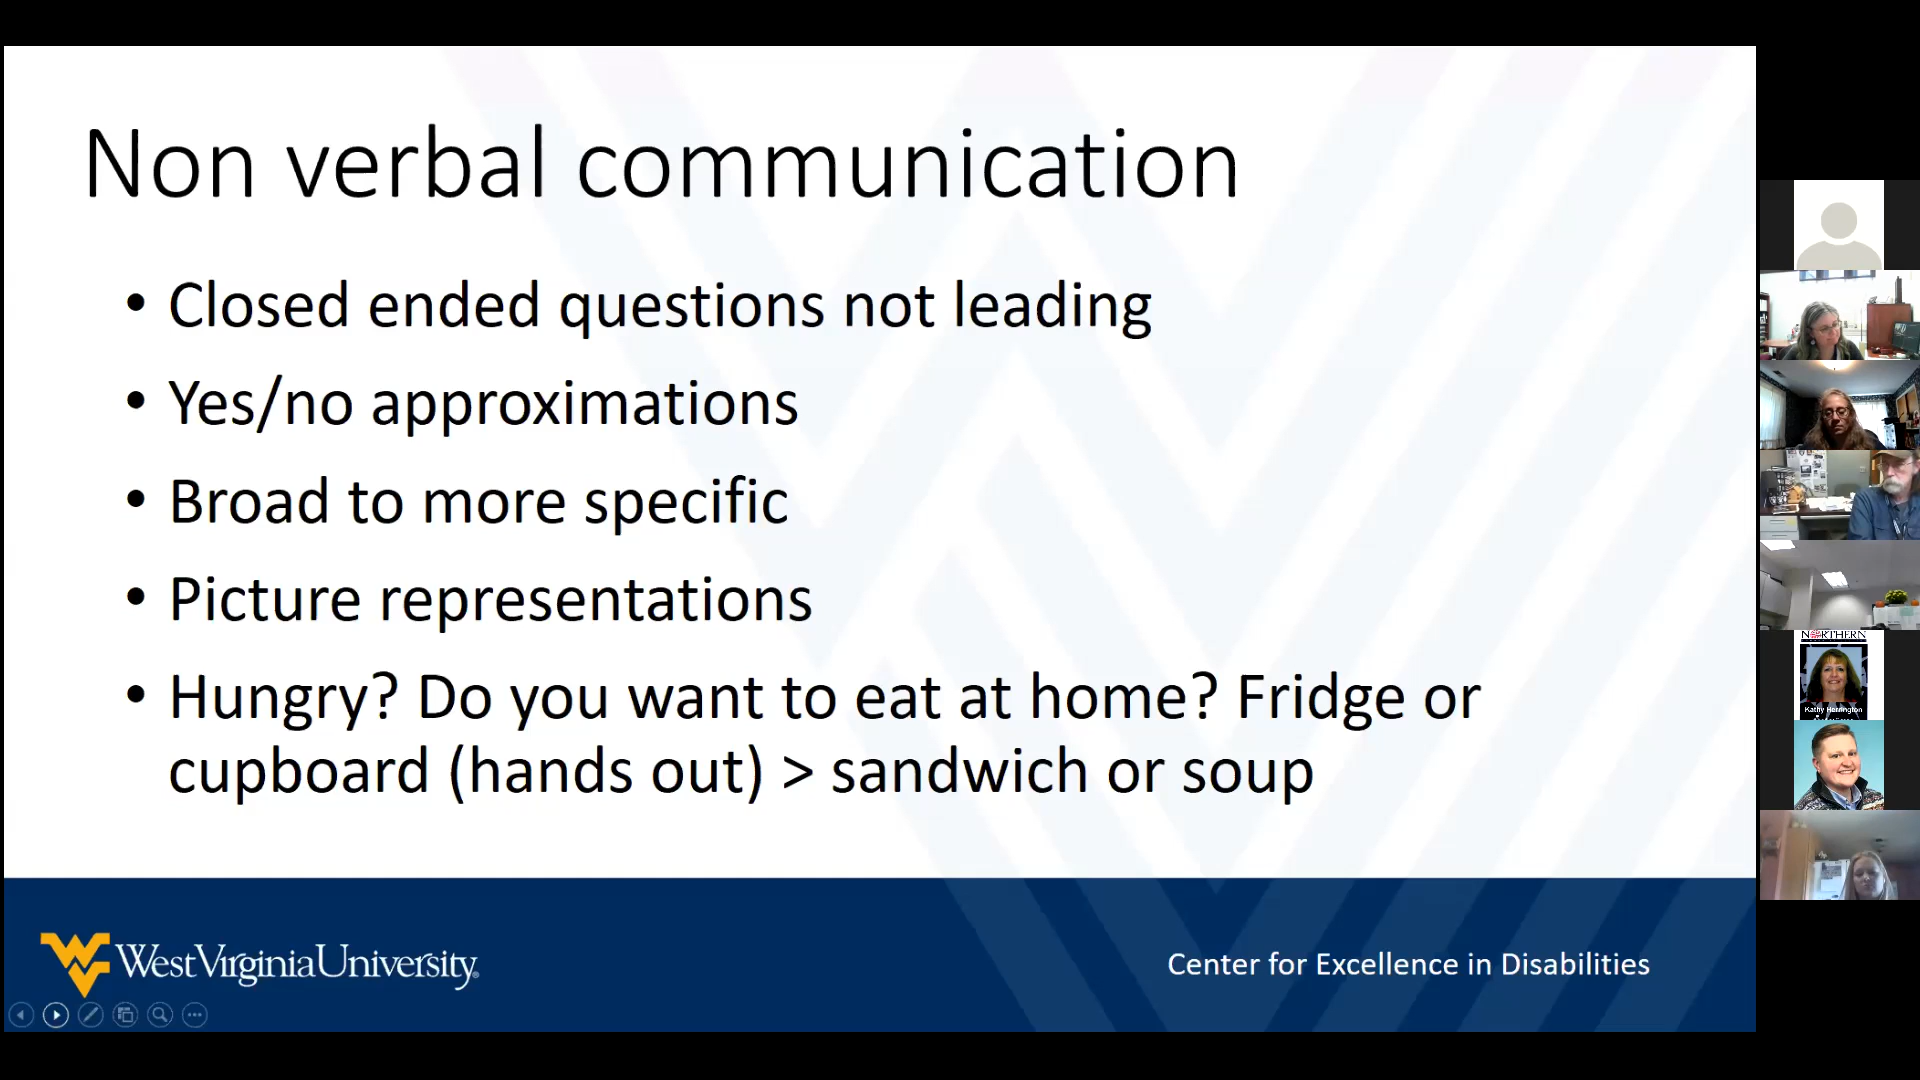 Non verbal communication
• Closed ended questions not leading
• Yes/no approximations
• Broad to more specific
• Picture representations
• Hungry? Do you want to eat at home? Fridge or
cupboard (hands out) > sandwich or soup
WestVirginiaUniversity®
Center for Excellence in Disabilities
NORTHERN
Kathy Herrington